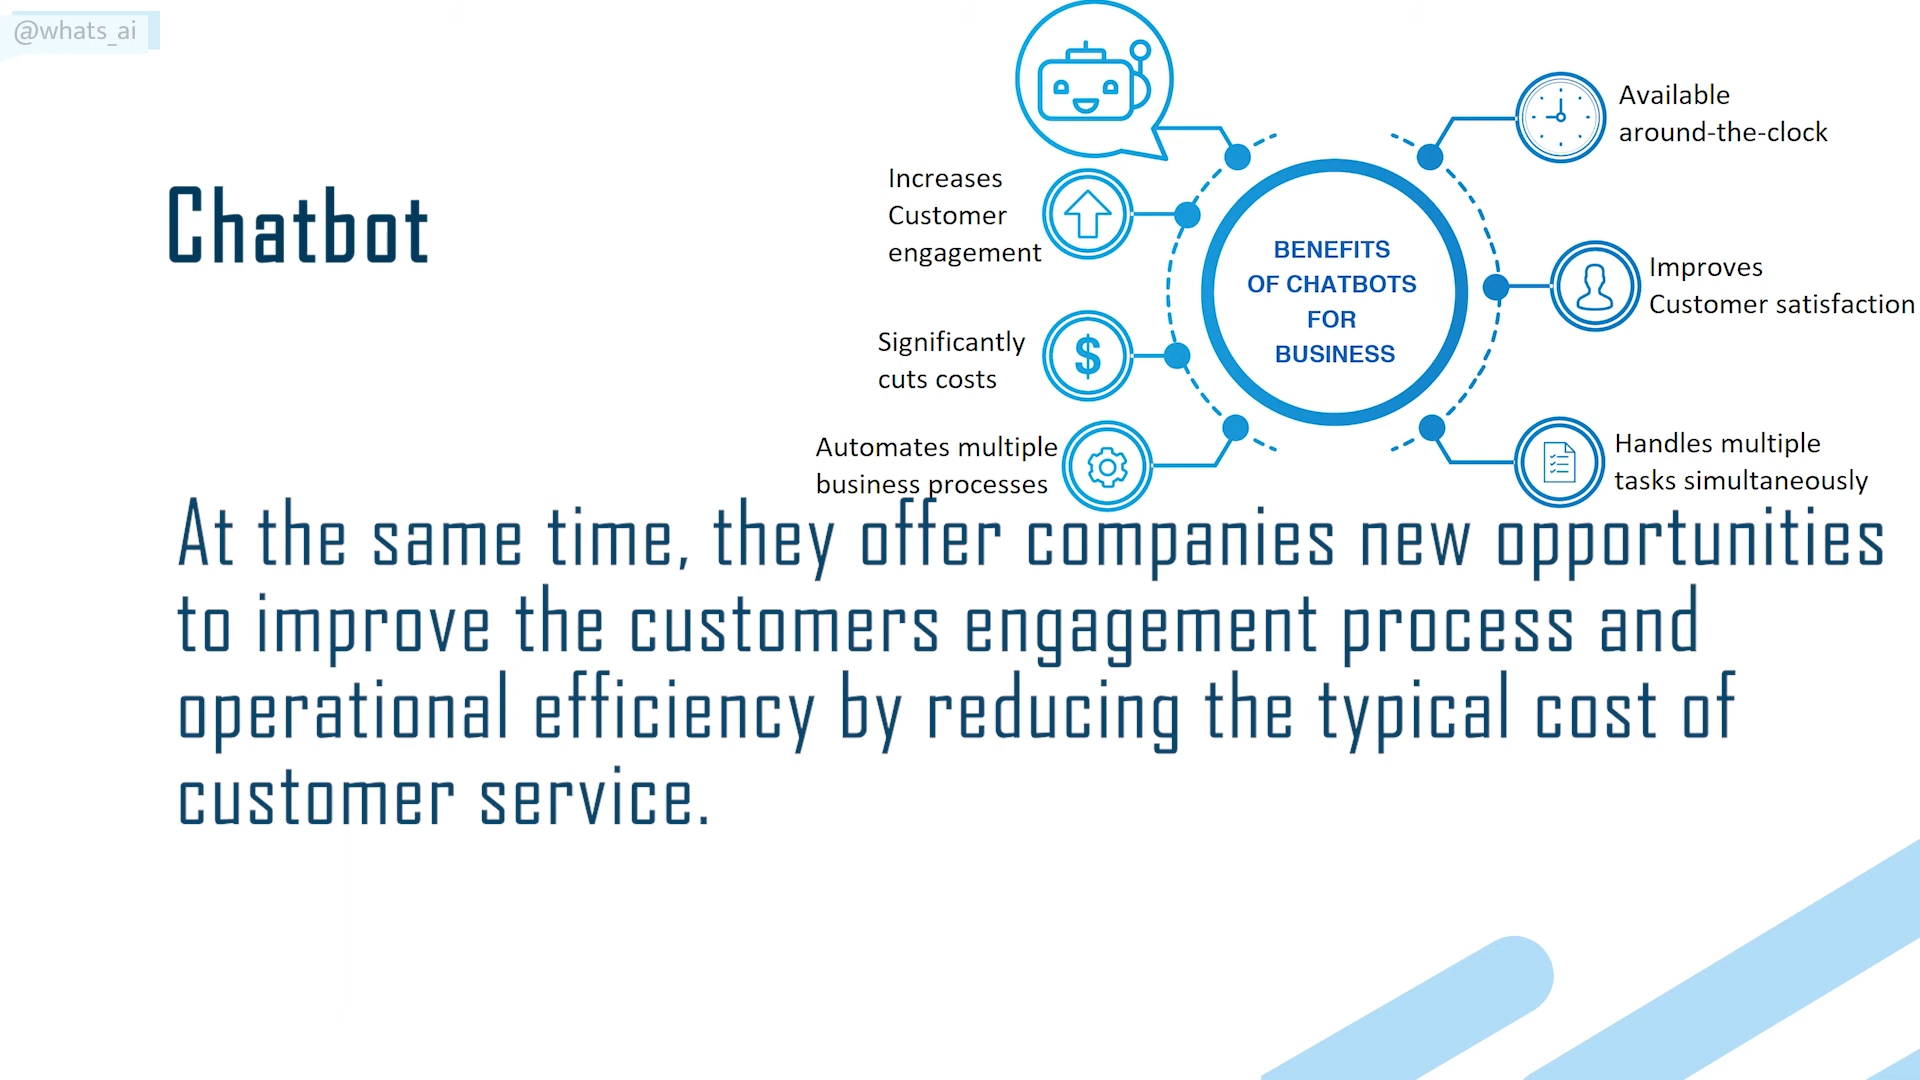 @whats_ai
Chatbot
Increases
Customer
engagement
Significantly
cuts costs
Automates multiple
business processes
BENEFITS
OF CHATBOTS
FOR
BUSINESS
Available
around-the-clock
Improves
Customer satisfaction
Handles multiple
tasks simultaneously
$
At the same time, they offer companies new opportunities
to improve the customers engagement process and
operational efficiency by reducing the typical cost of
customer service.